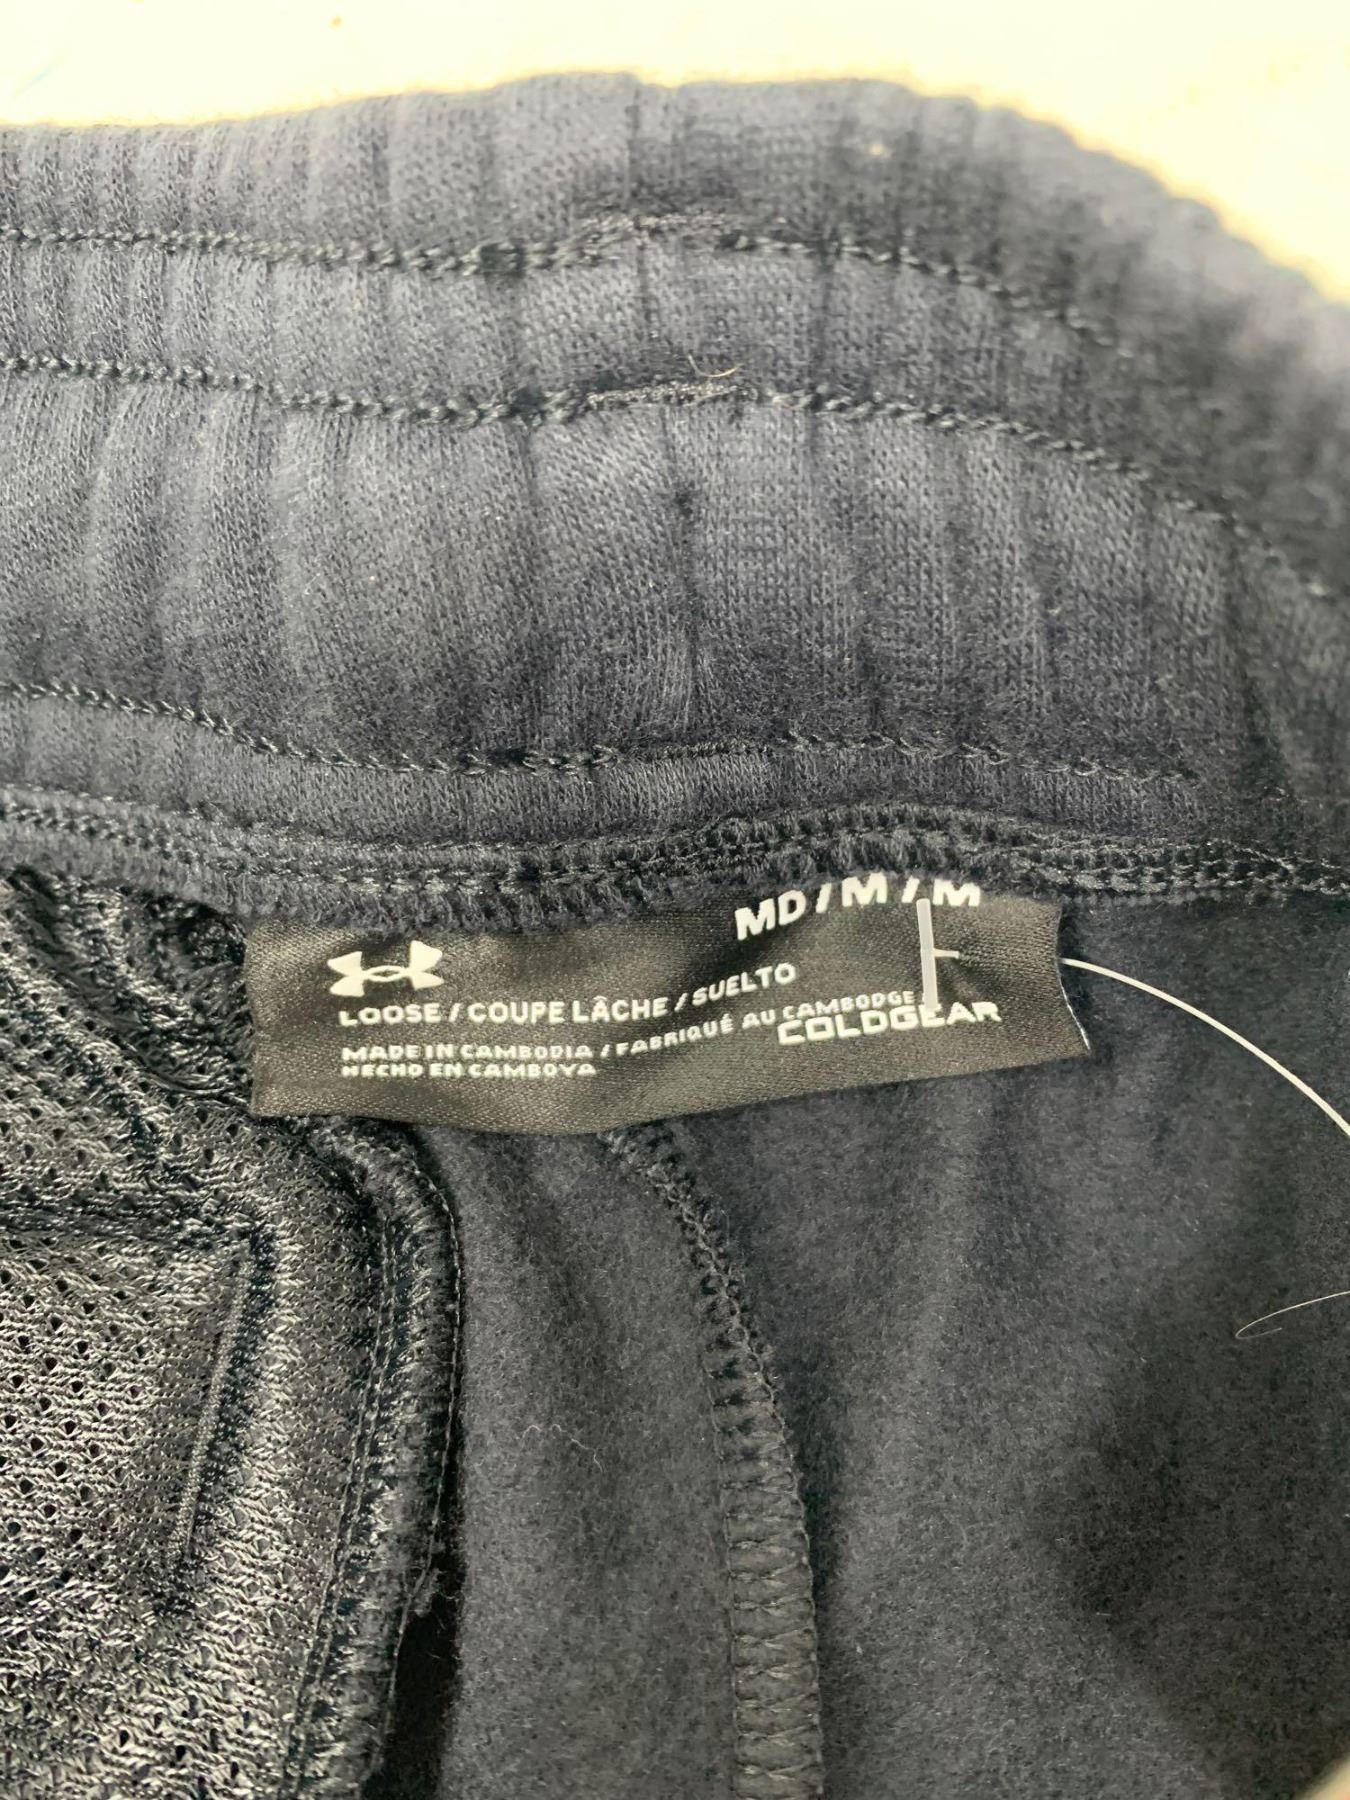 MD / M / M
LOOSE / COUPE LÂCHE / SUELTO
MADE IN CAMBODIA / FABRIQUÉ AU CAMBODGE /
HECHO EN CAMBOYA
COLDGEAR